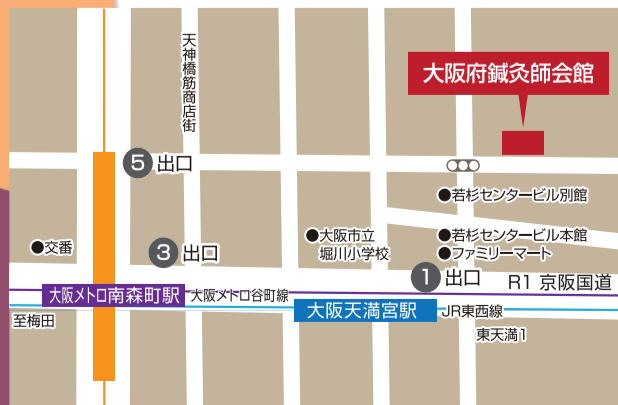 天神橋筋商店街
大阪府鍼灸師会館
5 出口
●若杉センタービル別館
●交番
3 出口
●大阪市立
堀川小学校
●若杉センタービル本館
●ファミリーマート
1 出口
R1 京阪国道
大阪メトロ南森町駅
大阪メトロ谷町線
大阪天満宮駅
JR東西線
至梅田
東天満1